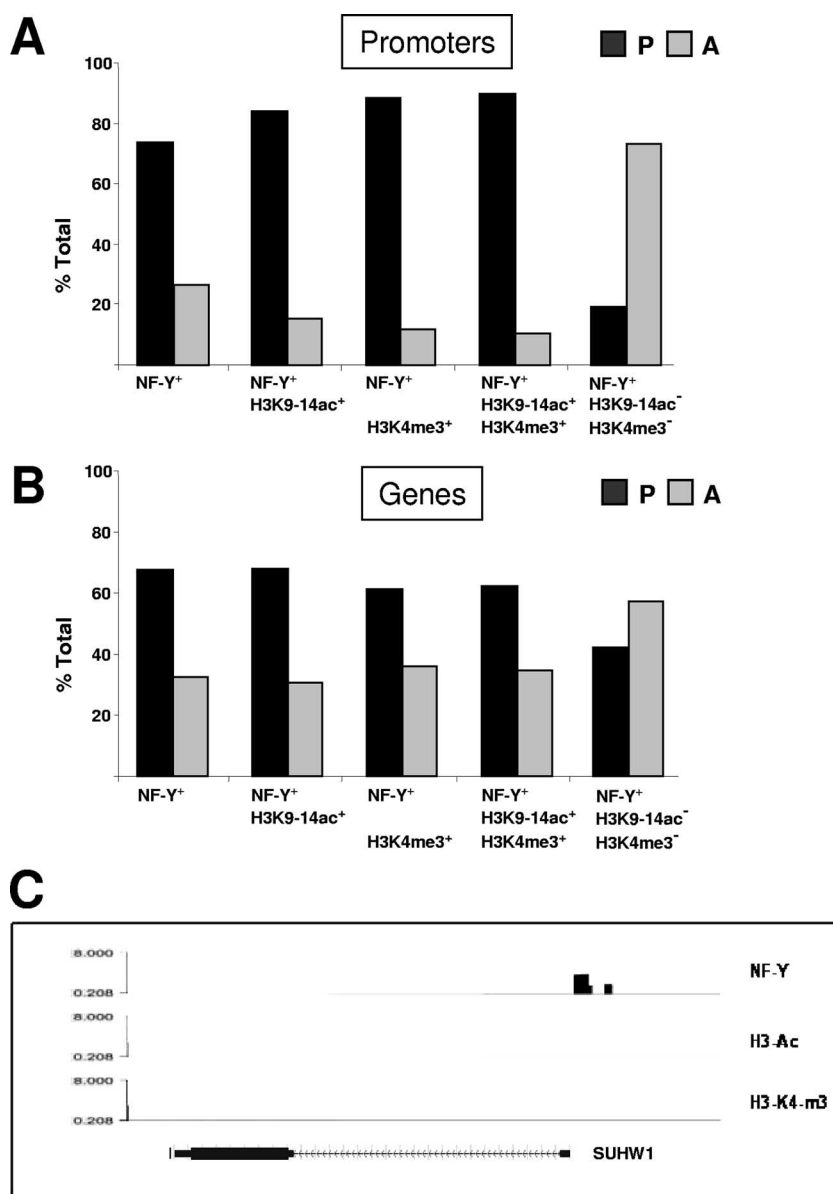 A
Promoters
P A
100
80
60
40
20
% Total
NF-Y⁺ NF-Y⁺ NF-Y⁺ NF-Y⁺ NF-Y⁺
H3K9-14ac⁺ H3K9-14ac⁺ H3K9-14ac⁻
H3K4me3⁺ H3K4me3⁺ H3K4me3⁻
B
Genes
P A
100
80
60
40
20
% Total
NF-Y⁺ NF-Y⁺ NF-Y⁺ NF-Y⁺ NF-Y⁺
H3K9-14ac⁺ H3K9-14ac⁺ H3K9-14ac⁻
H3K4me3⁺ H3K4me3⁺ H3K4me3⁻
C
8.000
NF-Y
0.208
8.000
H3-Ac
0.208
8.000
H3-K4-m3
0.208
SUHW1